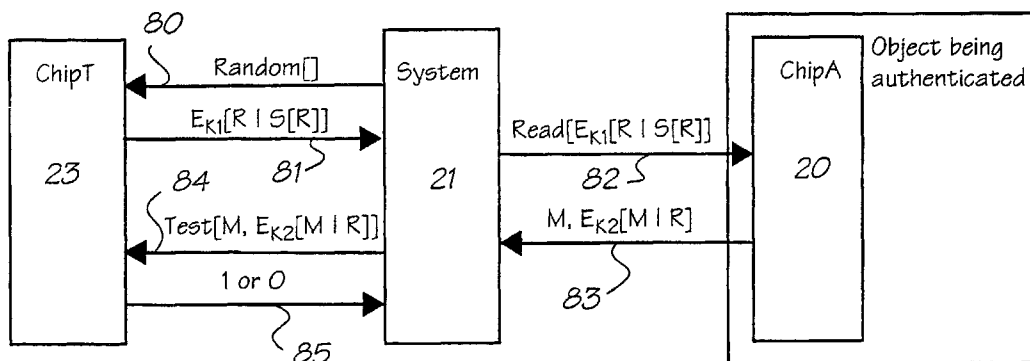 80
ChipT
Random[]
System
ChipA
Object being
authenticated
E_K1[R | S[R]]
Read[E_K1[R | S[R]]]
23
81
21
82
20
84
Test[M, E_K2[M | R]]
M, E_K2[M | R]
1 or 0
83
85